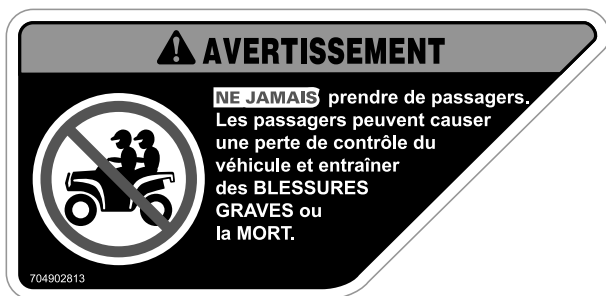 AVERTISSEMENT
NE JAMAIS prendre de passagers.
Les passagers peuvent causer
une perte de contrôle du
véhicule et entraîner
des BLESSURES
GRAVES ou
la MORT.
704902813